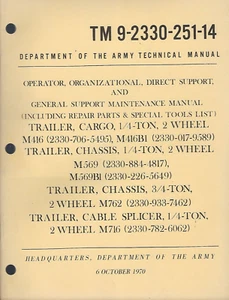 TM 9-2330-251-14
DEPARTMENT OF THE ARMY TECHNICAL MANUAL
OPERATOR, ORGANIZATIONAL, DIRECT SUPPORT,
AND
GENERAL SUPPORT MAINTENANCE MANUAL
(INCLUDING REPAIR PARTS & SPECIAL TOOLS LIST)
TRAILER, CARGO, 1/4-TON, 2 WHEEL
M416 (2330-706-5495), M416B1 (2330-017-9589)
TRAILER, CHASSIS, 1/4-TON, 2 WHEEL
M569 (2330-884-4817),
M569B1 (2330-226-5649)
TRAILER, CHASSIS, 3/4-TON,
2 WHEEL M762 (2330-933-7462)
TRAILER, CABLE SPLICER, 1/4-TON,
2 WHEEL M716 (2330-782-6062)
HEADQUARTERS, DEPARTMENT OF THE ARMY
6 OCTOBER 1970